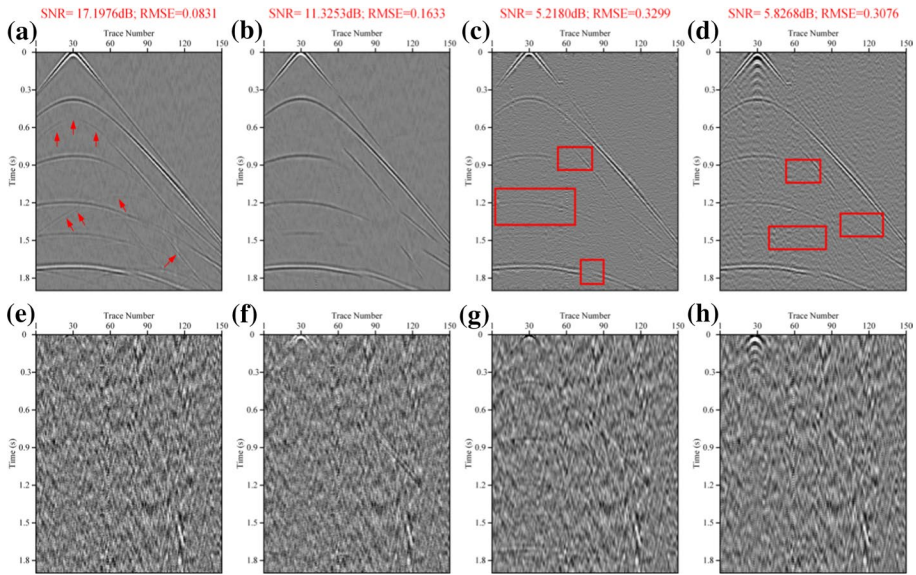 SNR= 17.1976dB; RMSE=0.0831 SNR= 11.3253dB; RMSE=0.1633 SNR= 5.2180dB; RMSE=0.3299 SNR= 5.8268dB; RMSE=0.3076
(a) (b) (c) (d)
Trace Number Trace Number Trace Number Trace Number
1 30 60 90 120 150 1 30 60 90 120 150 1 30 60 90 120 150 1 30 60 90 120 150
0 0 0 0
0.3 0.3 0.3 0.3
0.6 0.6 0.6 0.6
Time (s) Time (s) Time (s) Time (s)
0.9 0.9 0.9 0.9
1.2 1.2 1.2 1.2
1.5 1.5 1.5 1.5
1.8 1.8 1.8 1.8
(e) (f) (g) (h)
Trace Number Trace Number Trace Number Trace Number
1 30 60 90 120 150 1 30 60 90 120 150 1 30 60 90 120 150 1 30 60 90 120 150
0 0 0 0
0.3 0.3 0.3 0.3
0.6 0.6 0.6 0.6
Time (s) Time (s) Time (s) Time (s)
0.9 0.9 0.9 0.9
1.2 1.2 1.2 1.2
1.5 1.5 1.5 1.5
1.8 1.8 1.8 1.8